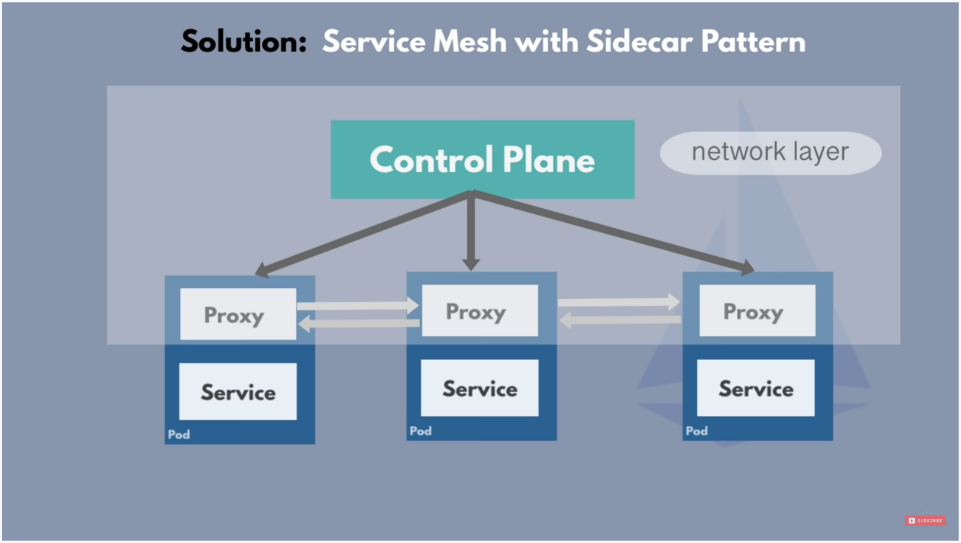 Solution: Service Mesh with Sidecar Pattern
Control Plane
network layer
Proxy
Proxy
Proxy
Service
Service
Service
Pod
Pod
Pod
SUBSCRIBE